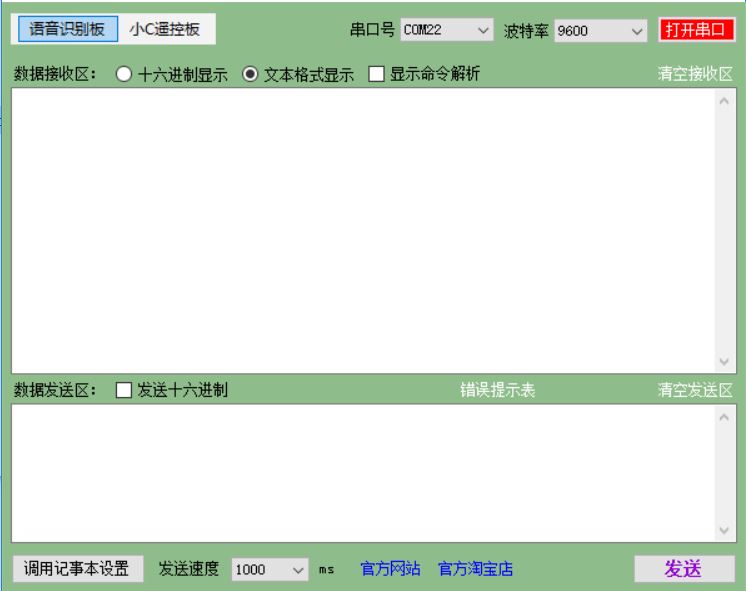 语音识别板 小C遥控板 串口号 COM22 波特率 9600 打开串口
数据接收区： 十六进制显示 文本格式显示 显示命令解析 清空接收区
数据发送区： 发送十六进制 错误提示表 清空发送区
调用记事本设置 发送速度 1000 ms 官方网站 官方淘宝店 发送